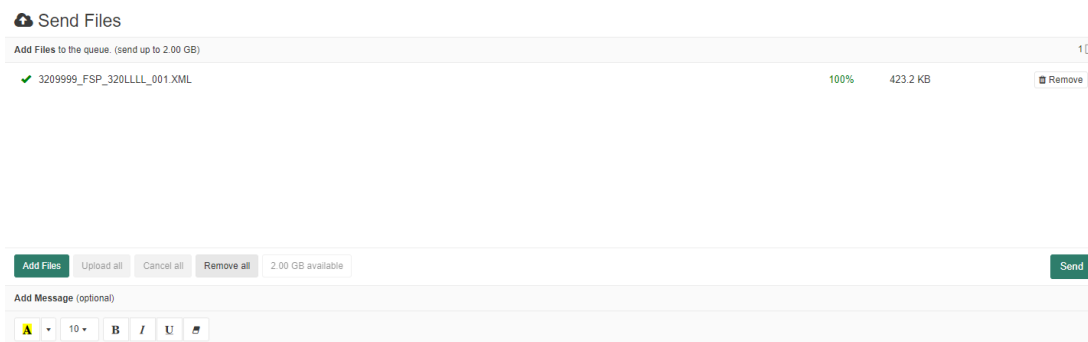 Send Files
Add Files to the queue. (send up to 2.00 GB)
1
3209999_FSP_320LLLL_001.XML 100% 423.2 KB Remove
Add Files Upload all Cancel all Remove all 2.00 GB available Send
Add Message (optional)
A 10 B I U